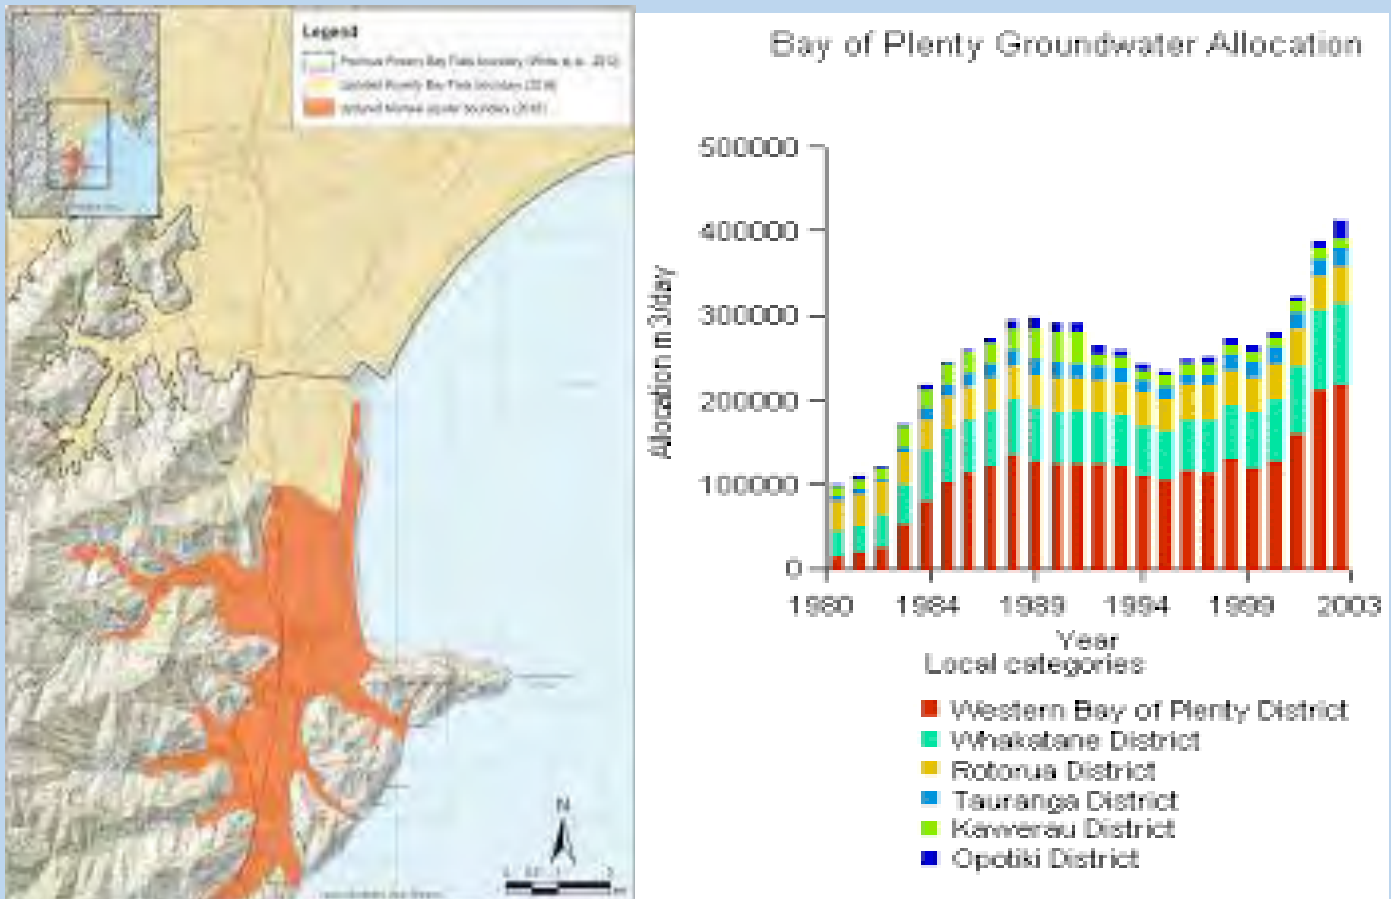 Legend
Bay of Plenty Groundwater Allocation
500000
400000
300000
200000
100000
0
Allocation m3/day
1980 1984 1989 1994 1999 2003
Year
Local categories
Western Bay of Plenty District
Whakatane District
Rotorua District
Tauranga District
Kawerau District
Opotiki District
N